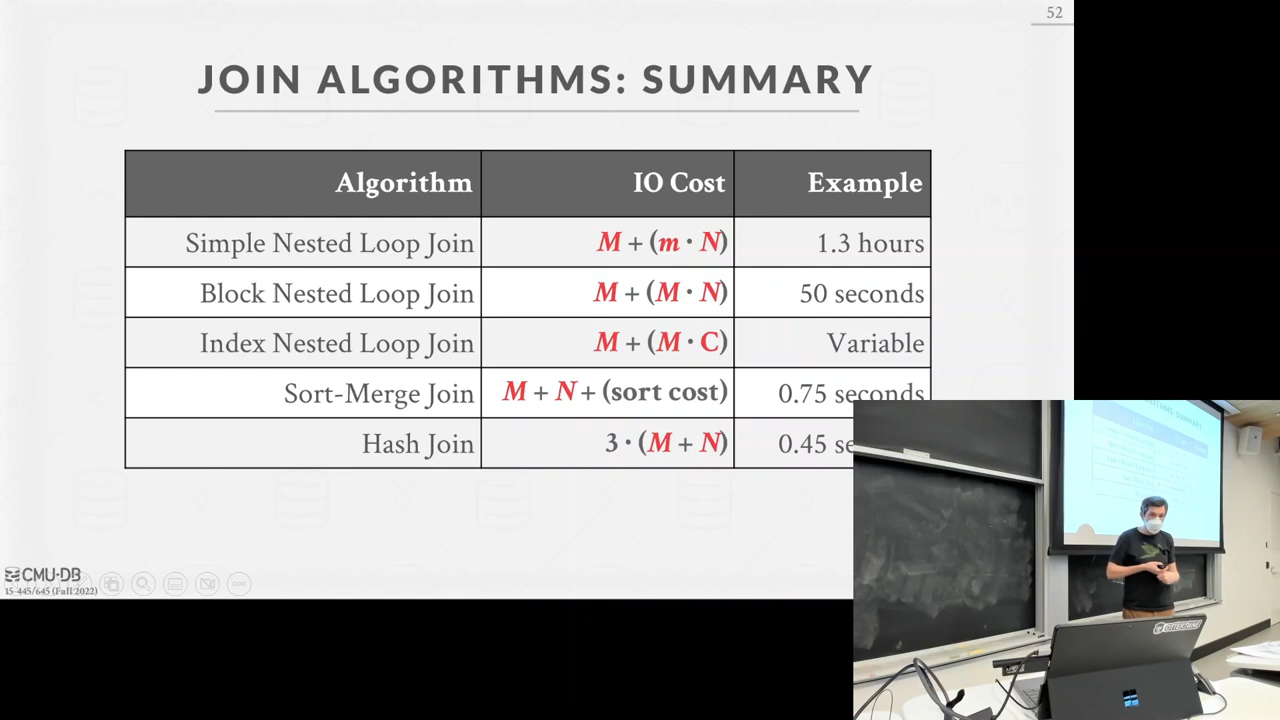 52
JOIN ALGORITHMS: SUMMARY
Algorithm IO Cost Example
Simple Nested Loop Join M + (m · N) 1.3 hours
Block Nested Loop Join M + (M · N) 50 seconds
Index Nested Loop Join M + (M · C) Variable
Sort-Merge Join M + N + (sort cost) 0.75 seconds
Hash Join 3 · (M + N) 0.45 se
CMU·DB
15-445/645 (Fall 2022)